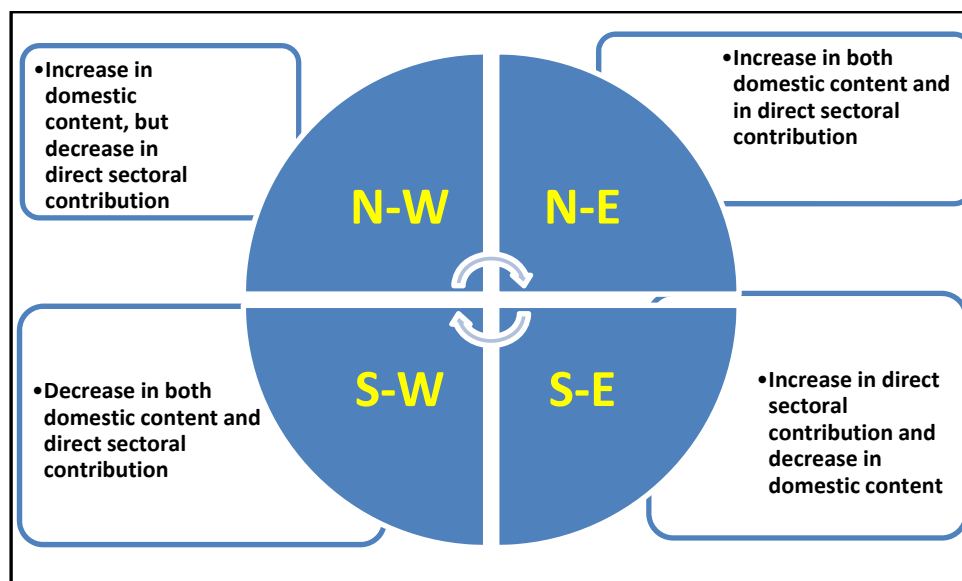 •Increase in
domestic
content, but
decrease in
direct sectoral
contribution
•Increase in both
domestic content and
in direct sectoral
contribution
N-W
N-E
S-W
S-E
•Decrease in both
domestic content and
direct sectoral
contribution
•Increase in direct
sectoral
contribution and
decrease in
domestic content